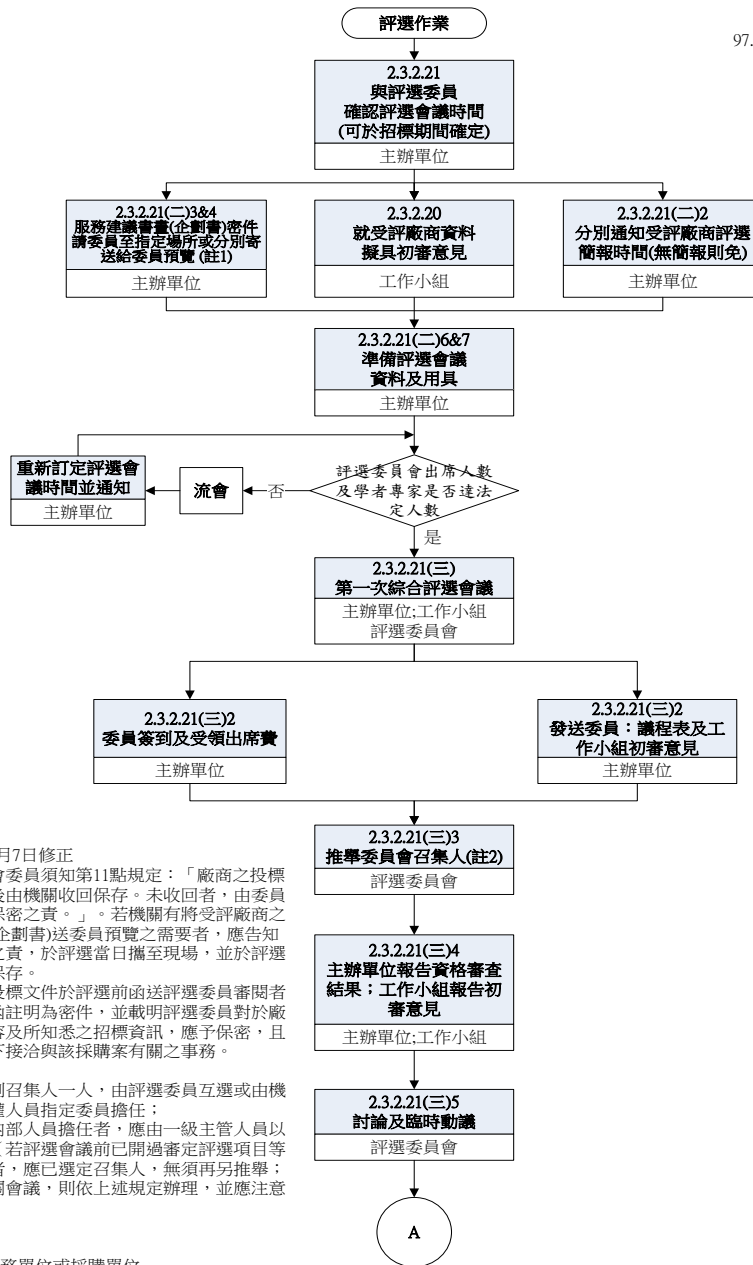 評選作業
97.
2.3.2.21
與評選委員
確認評選會議時間
(可於招標期間確定)
主辦單位
2.3.2.21(二)3&4
服務建議書畫(企劃書)密件
請委員至指定場所或分別寄
送給委員預覽 (註1)
主辦單位
2.3.2.20
就受評廠商資料
擬具初審意見
工作小組
2.3.2.21(二)2
分別通知受評廠商評選
簡報時間(無簡報則免)
主辦單位
2.3.2.21(二)6&7
準備評選會議
資料及用具
主辦單位
重新訂定評選會
議時間並通知
主辦單位
流會
否
評選委員會出席人數
及學者專家是否達法
定人數
是
2.3.2.21(三)
第一次綜合評選會議
主辦單位;工作小組
評選委員會
2.3.2.21(三)2
委員簽到及受領出席費
主辦單位
2.3.2.21(三)2
發送委員：議程表及工
作小組初審意見
主辦單位
2.3.2.21(三)3
推舉委員會召集人(註2)
評選委員會
2.3.2.21(三)4
主辦單位報告資格審查
結果；工作小組報告初
審意見
主辦單位;工作小組
2.3.2.21(三)5
討論及臨時動議
評選委員會
A
月7日修正
會委員須知第11點規定：「廠商之投標
後由機關收回保存。未收回者，由委員
保密之責。」。若機關有將受評廠商之
企劃書)送委員預覽之需要者，應告知
之責，於評選當日攜至現場，並於評選
保存。
投標文件於評選前函送評選委員審閱者
函註明為密件，並載明評選委員對於廠
容及所知悉之招標資訊，應予保密，且
下接洽與該採購案有關之事務。
則召集人一人，由評選委員互選或由機
權人員指定委員擔任；
內部人員擔任者，應由一級主管人員以
若評選會議前已開過審定評選項目等
者，應已選定召集人，無須再另推舉；
開會議，則依上述規定辦理，並應注意
務單位或採購單位